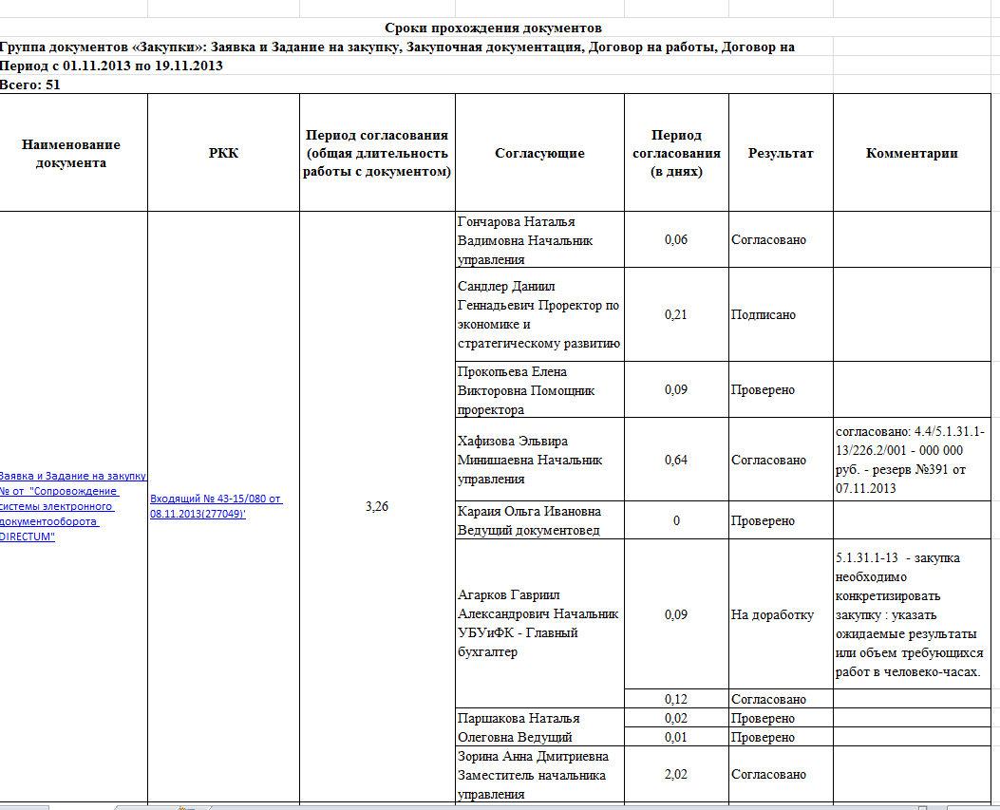 Сроки прохождения документов
Группа документов «Закупки»: Заявка и Задание на закупку, Закупочная документация, Договор на работы, Договор на
Период с 01.11.2013 по 19.11.2013
Всего: 51
Наименование
документа
РКК
Период согласования
(общая длительность
работы с документом)
Согласующие
Период
согласования
(в днях)
Результат
Комментарии
Заявка и Задание на закупку
№ от "Сопровождение
системы электронного
документооборота
DIRECTUM"
Входящий № 43-15/080 от
08.11.2013(277049)'
3,26
Гончарова Наталья
Вадимовна Начальник
управления
0,06
Согласовано
Сандлер Даниил
Геннадьевич Проректор по
экономике и
стратегическому развитию
0,21
Подписано
Прокопьева Елена
Викторовна Помощник
проректора
0,09
Проверено
Хафизова Эльвира
Минишаевна Начальник
управления
0,64
Согласовано
согласовано: 4.4/5.1.31.1-
13/226.2/001 - 000 000
руб. - резерв №391 от
07.11.2013
Караия Ольга Ивановна
Ведущий документовед
0
Проверено
Агарков Гавриил
Александрович Начальник
УБУиФК - Главный
бухгалтер
0,09
На доработку
5.1.31.1-13 - закупка
необходимо
конкретизировать
закупку : указать
ожидаемые результаты
или объем требующихся
работ в человеко-часах.
0,12
Согласовано
Паршакова Наталья
Олеговна Ведущий
0,02
Проверено
0,01
Проверено
Зорина Анна Дмитриевна
Заместитель начальника
управления
2,02
Согласовано